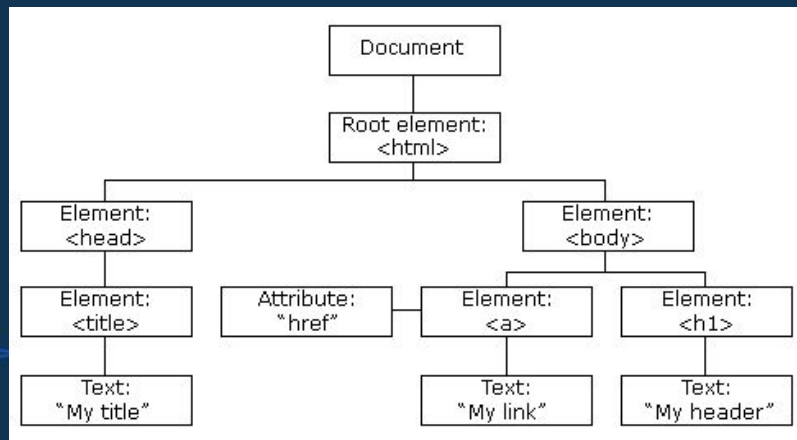 Document
Root element:
<html>
Element:
<head>
Element:
<body>
Element:
<title>
Attribute:
“href”
Element:
<a>
Element:
<h1>
Text:
“My title”
Text:
“My link”
Text:
“My header”